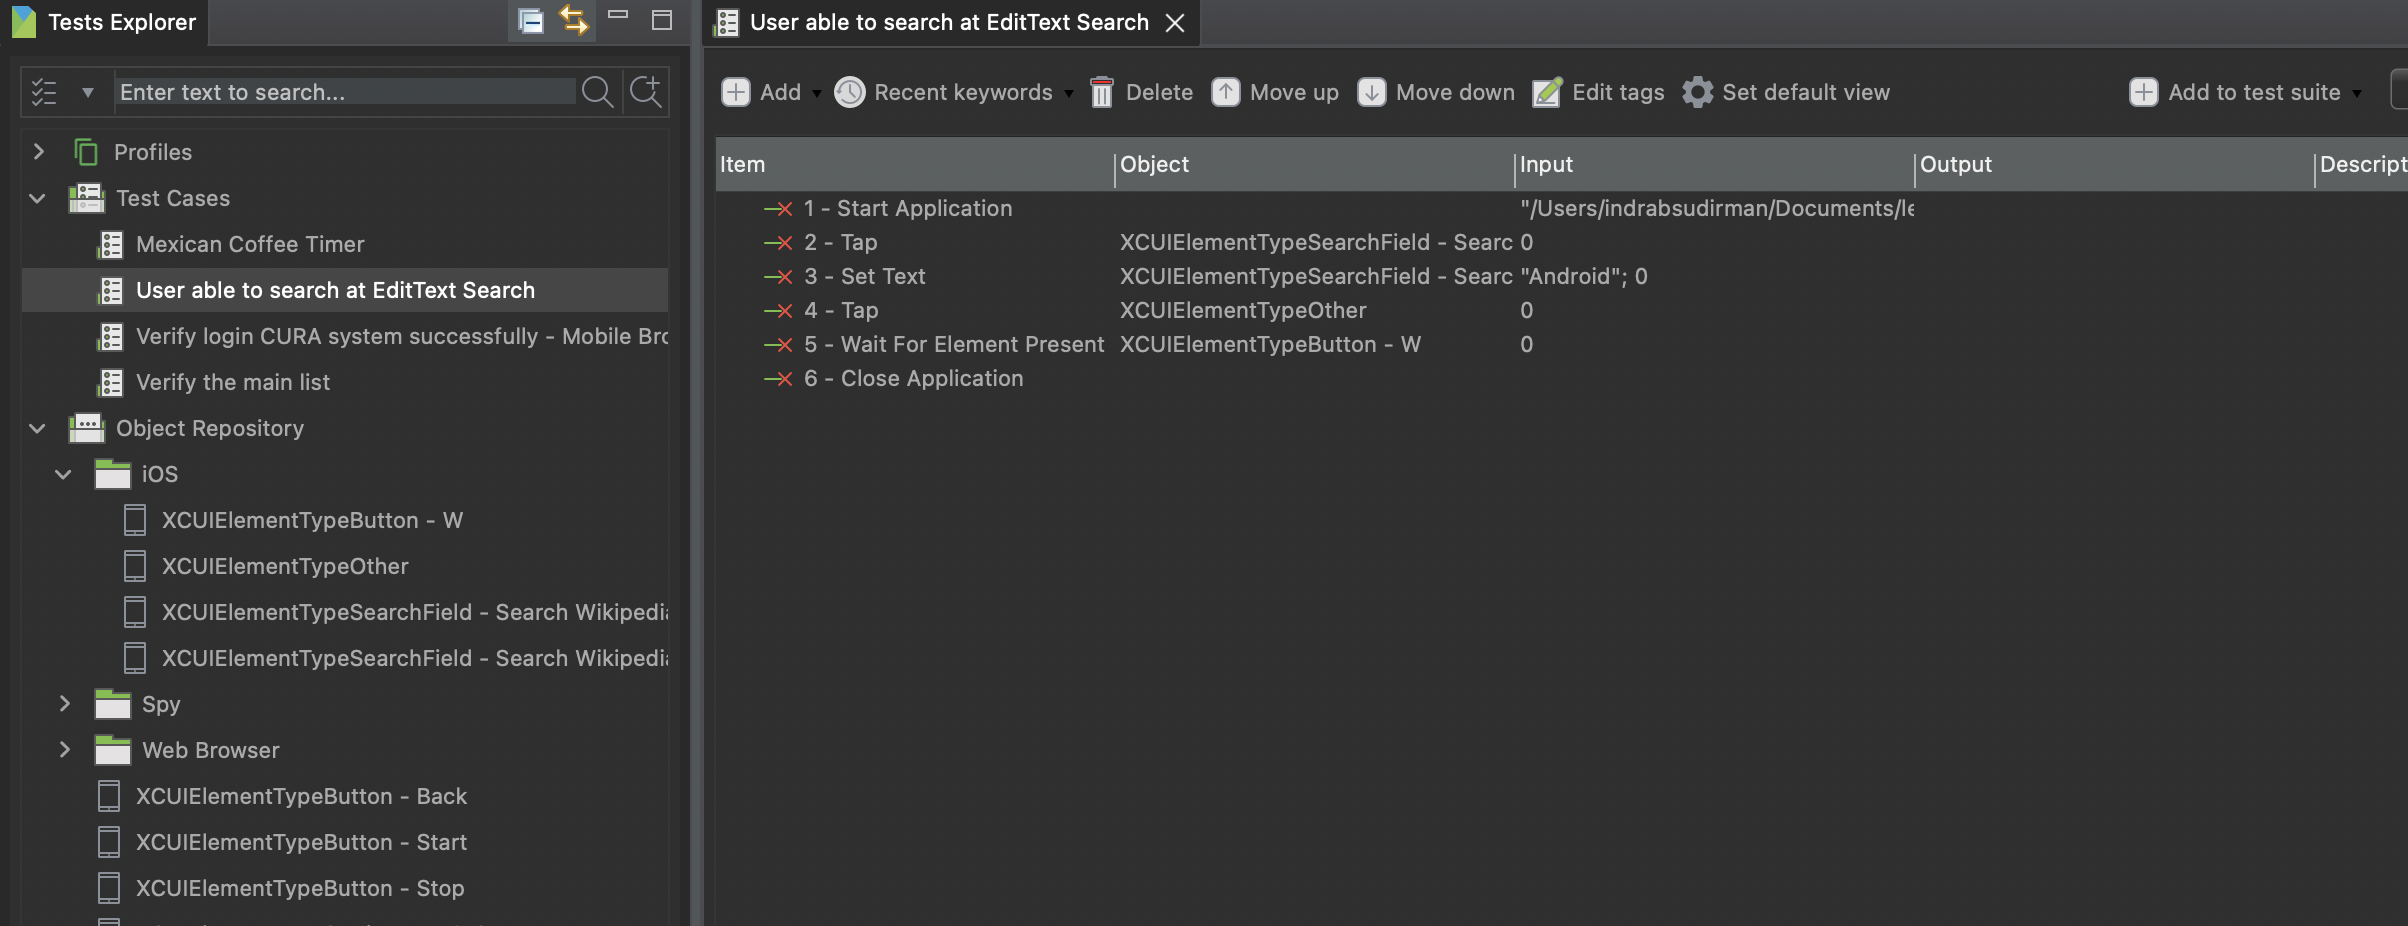 Tests Explorer
User able to search at EditText Search
Enter text to search...
Add
Recent keywords
Delete
Move up
Move down
Edit tags
Set default view
Add to test suite
Profiles
Test Cases
Mexican Coffee Timer
User able to search at EditText Search
Verify login CURA system successfully - Mobile Bro
Verify the main list
Object Repository
iOS
XCUIElementTypeButton - W
XCUIElementTypeOther
XCUIElementTypeSearchField - Search Wikipedia
XCUIElementTypeSearchField - Search Wikipedia
Spy
Web Browser
XCUIElementTypeButton - Back
XCUIElementTypeButton - Start
XCUIElementTypeButton - Stop
Item Object Input Output Descript
1 - Start Application "/Users/indrabsudirman/Documents/le
2 - Tap XCUIElementTypeSearchField - Searc 0
3 - Set Text XCUIElementTypeSearchField - Searc "Android"; 0
4 - Tap XCUIElementTypeOther 0
5 - Wait For Element Present XCUIElementTypeButton - W 0
6 - Close Application